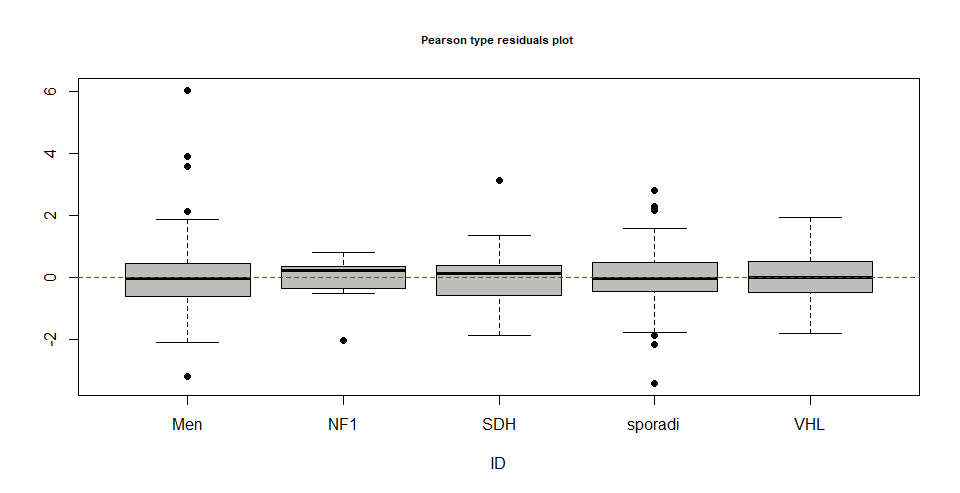 Pearson type residuals plot
6
4
2
0
-2
Men NF1 SDH sporadi VHL
ID